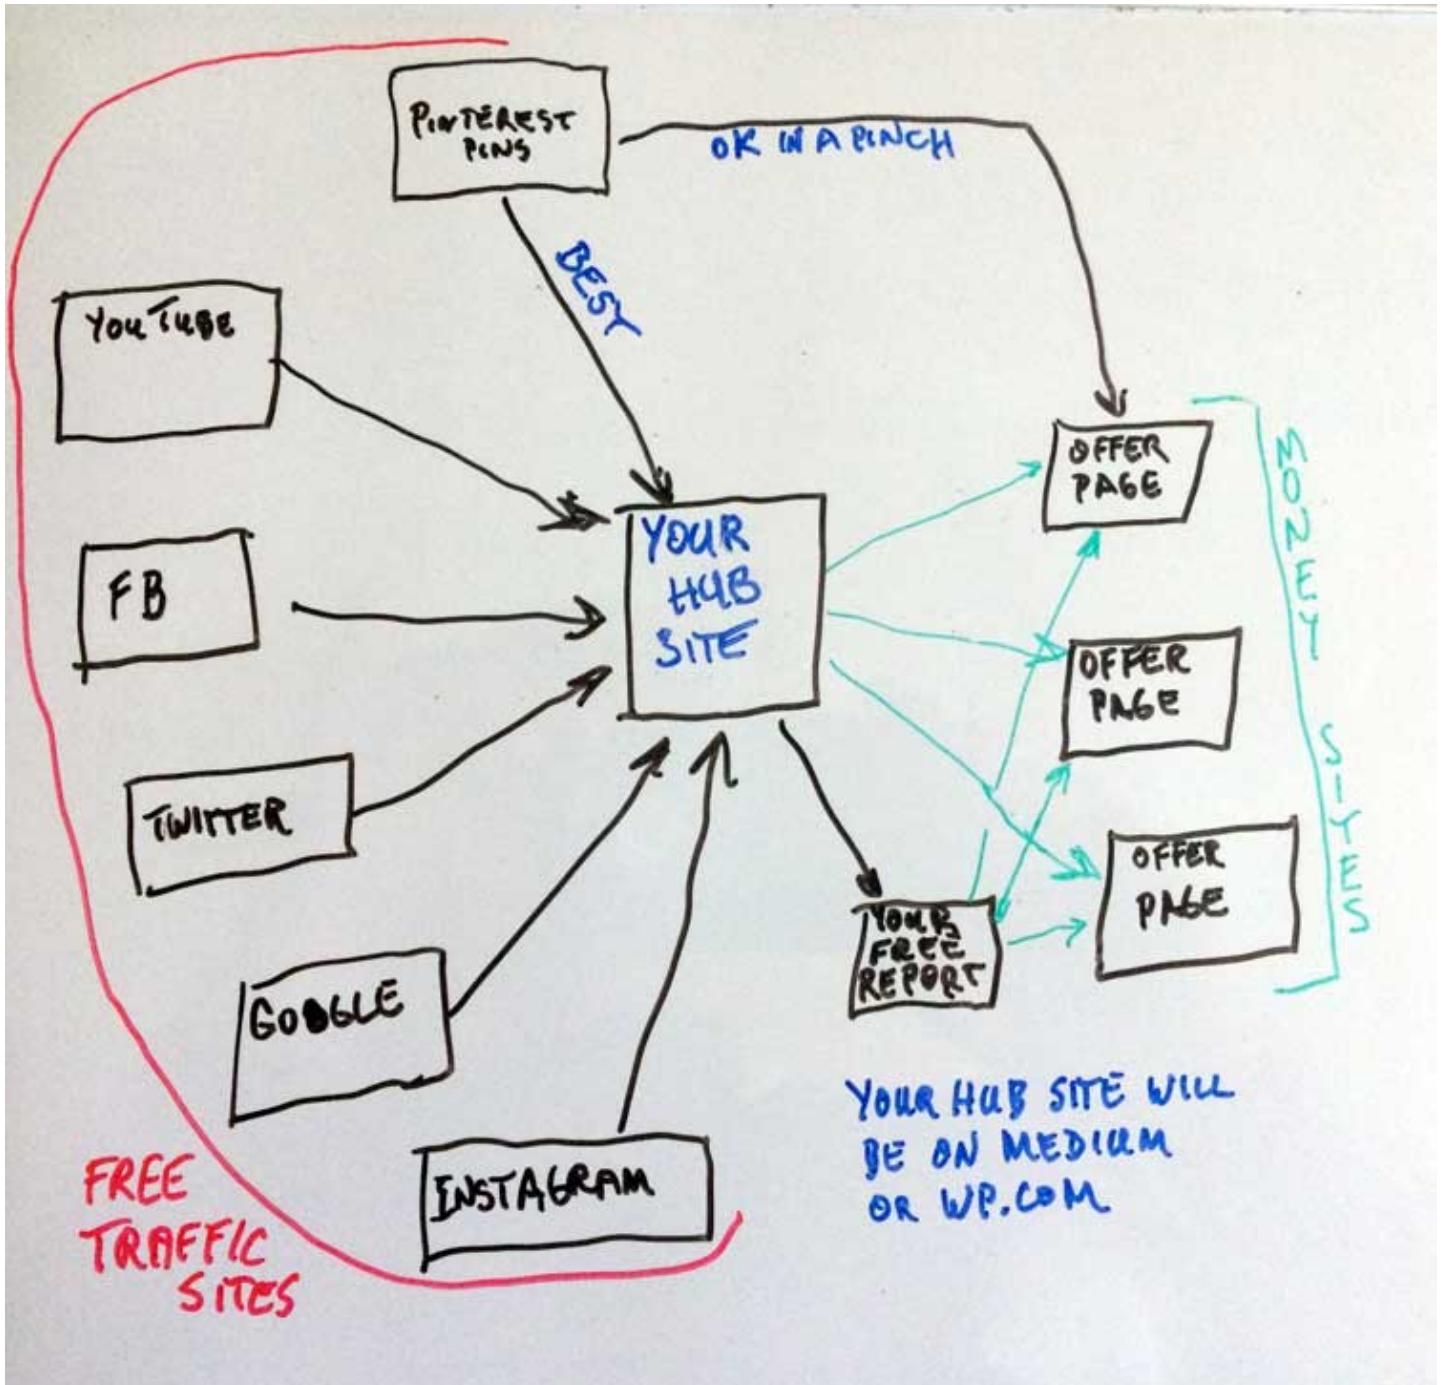 PINTEREST
PINS
OK IN A PINCH
BEST
YOUTUBE
FB
TWITTER
GOOGLE
INSTAGRAM
FREE
TRAFFIC
SITES
YOUR
HUB
SITE
OFFER
PAGE
OFFER
PAGE
OFFER
PAGE
MONEY SITES
YOUR
FREE
REPORT
YOUR HUB SITE WILL
BE ON MEDIUM
OR WP.COM